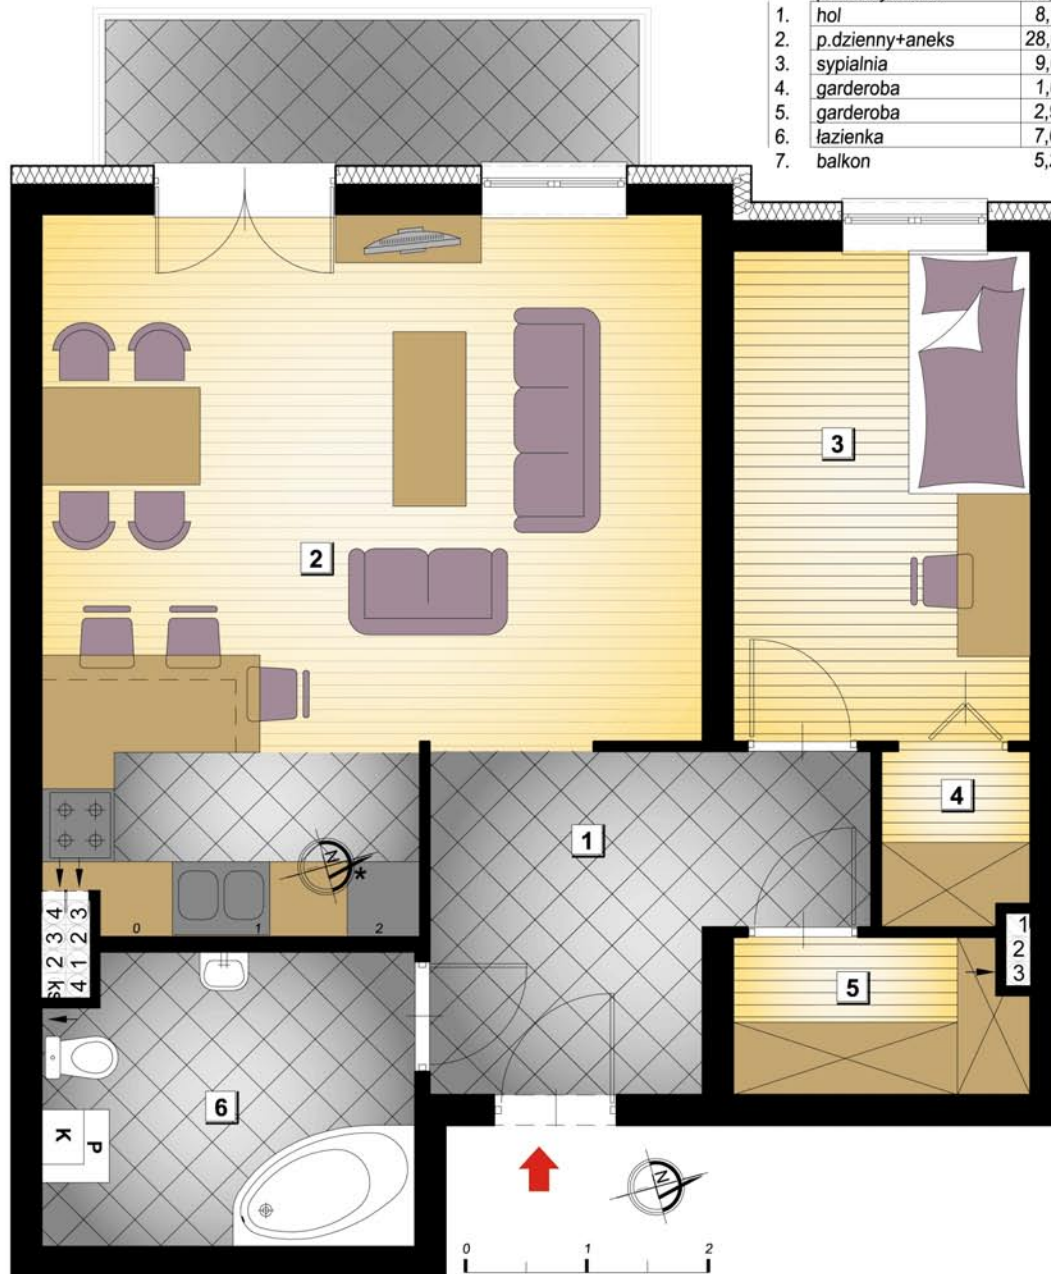 1. hol 8,
2. p.dzienny+aneks 28,
3. sypialnia 9,
4. garderoba 1,
5. garderoba 2,
6. łazienka 7,
7. balkon 5,
3
2
4
1
N
*
0 1 2
4 3
3 2
2 1
ks 4
1
2
3
5
6
K P
N
0 1 2